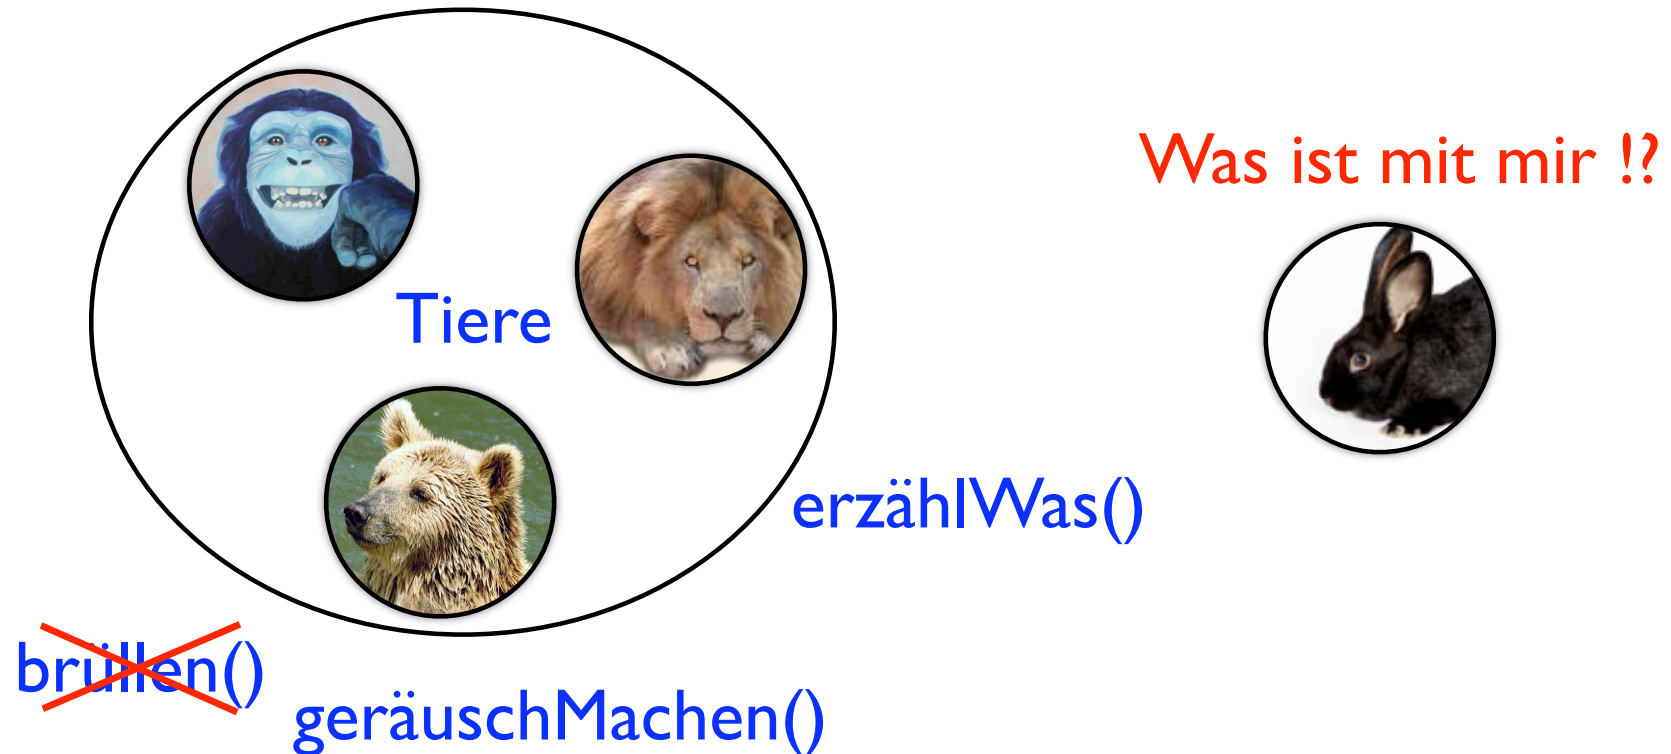 Was ist mit mir !?
Tiere
erzählWas()
brüllen()
geräuschMachen()